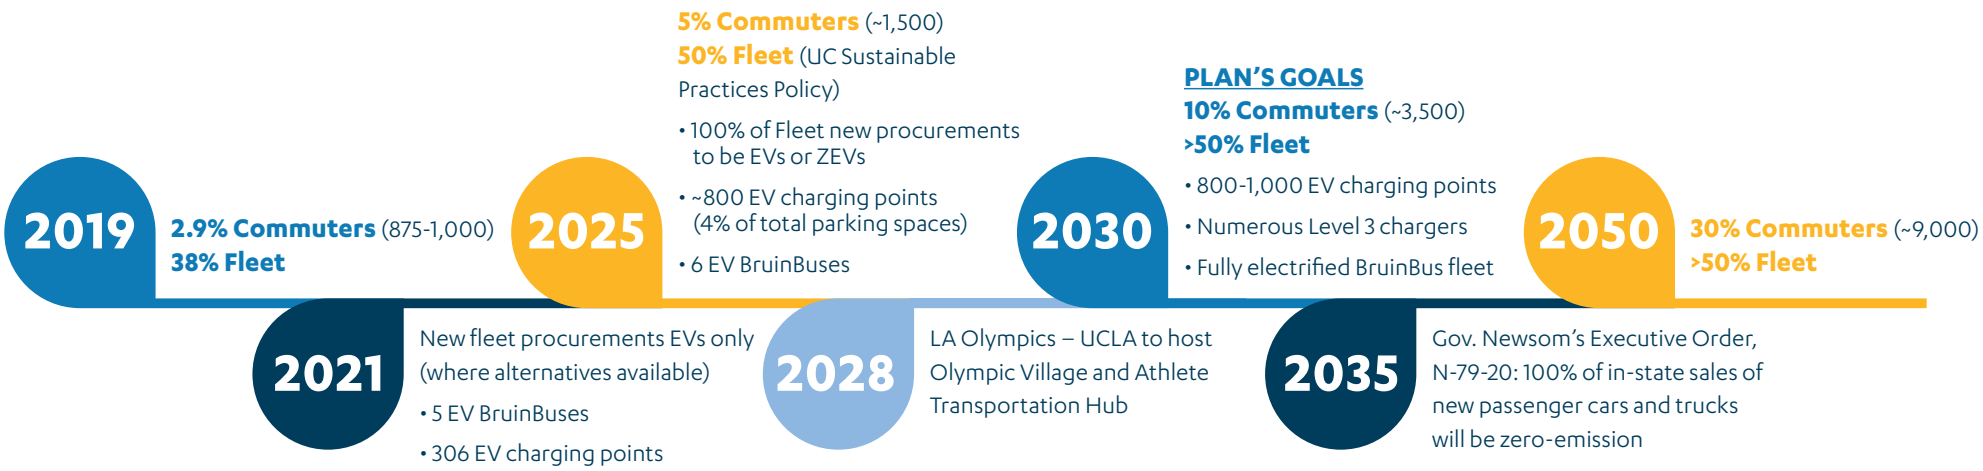 2019
2.9% Commuters (875-1,000)
38% Fleet
2021
New fleet procurements EVs only
(where alternatives available)
• 5 EV BruinBuses
• 306 EV charging points
2025
5% Commuters (~1,500)
50% Fleet (UC Sustainable
Practices Policy)
• 100% of Fleet new procurements
to be EVs or ZEVs
• ~800 EV charging points
(4% of total parking spaces)
• 6 EV BruinBuses
2028
LA Olympics – UCLA to host
Olympic Village and Athlete
Transportation Hub
2030
PLAN'S GOALS
10% Commuters (~3,500)
>50% Fleet
• 800-1,000 EV charging points
• Numerous Level 3 chargers
• Fully electrified BruinBus fleet
2035
Gov. Newsom's Executive Order,
N-79-20: 100% of in-state sales of
new passenger cars and trucks
will be zero-emission
2050
30% Commuters (~9,000)
>50% Fleet